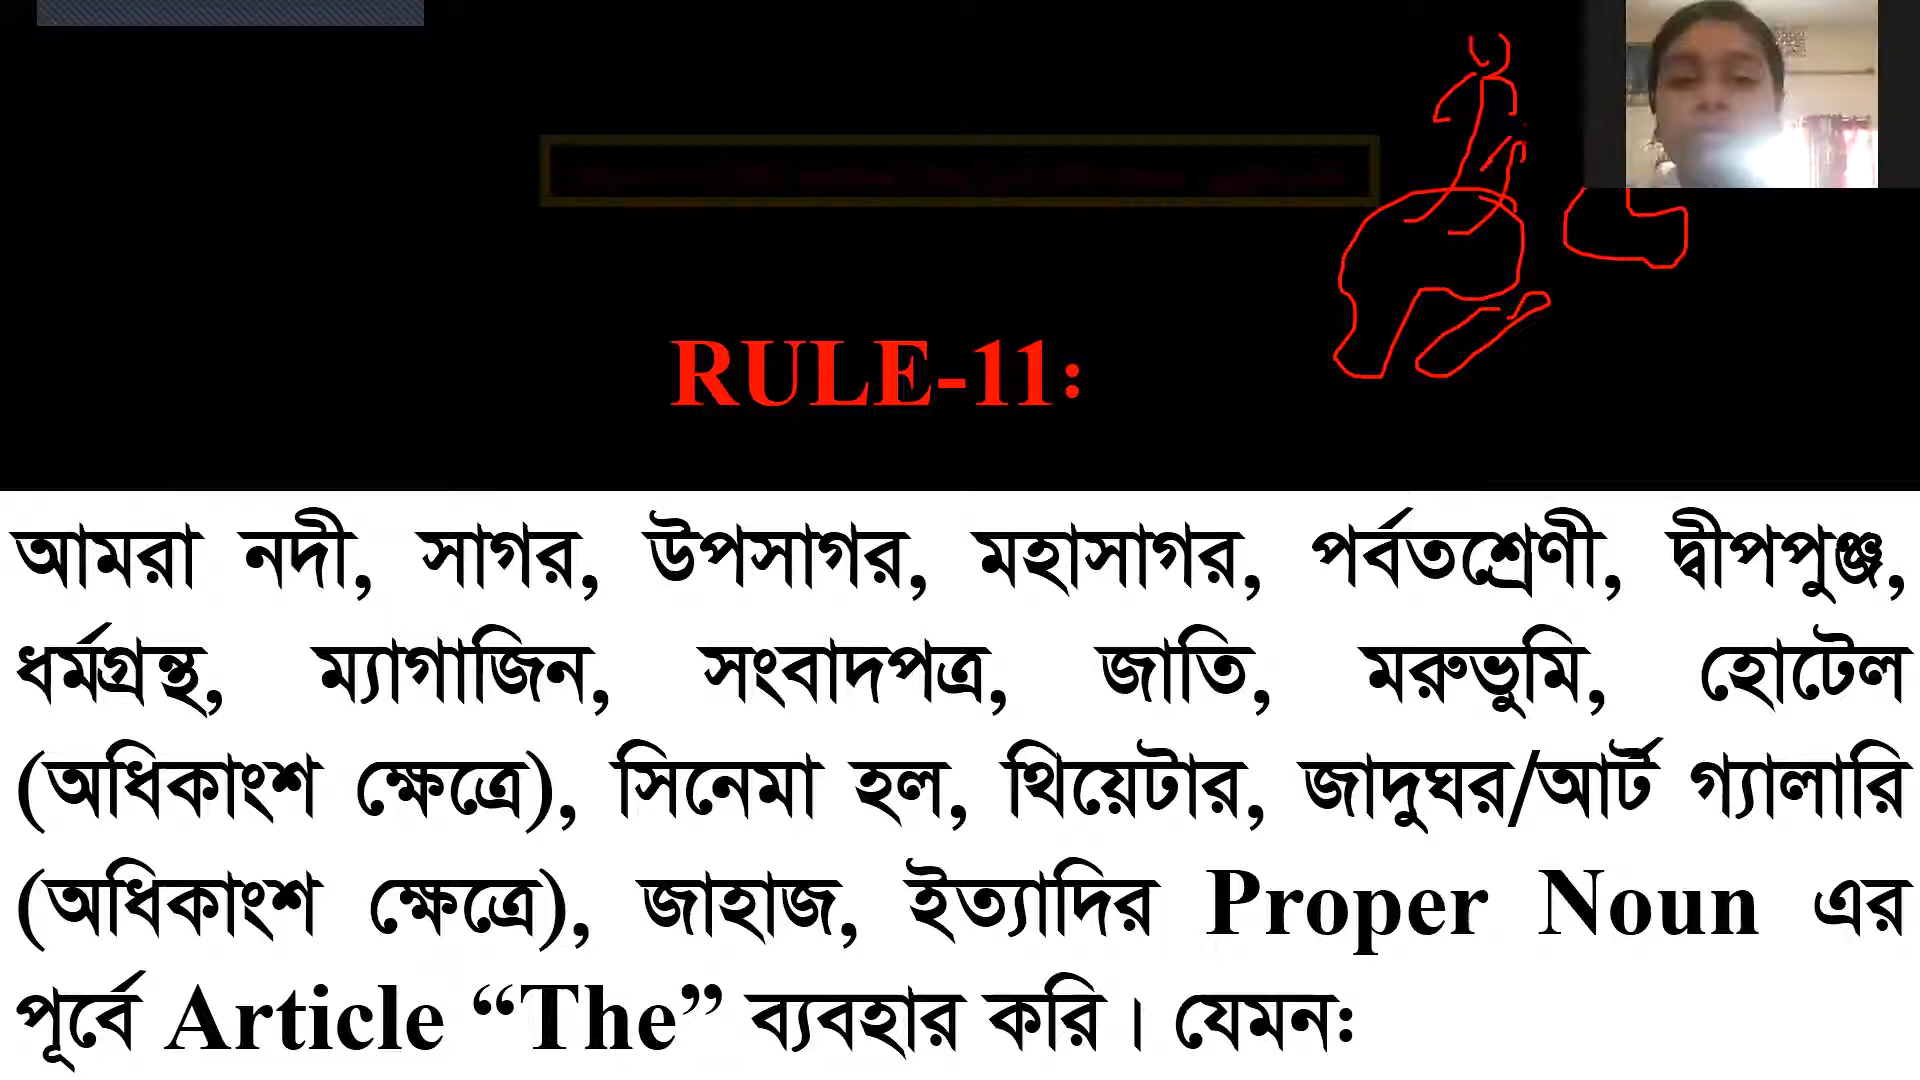 RULE-11ঃ
আমরা নদী, সাগর, উপসাগর, মহাসাগর, পর্বতশ্রেণী, দ্বীপপুঞ্জ,
ধর্মগ্রন্থ, ম্যাগাজিন, সংবাদপত্র, জাতি, মরুভুমি, হোটেল
(অধিকাংশ ক্ষেত্রে), সিনেমা হল, থিয়েটার, জাদুঘর/আর্ট গ্যালারি
(অধিকাংশ ক্ষেত্রে), জাহাজ, ইত্যাদির Proper Noun এর
পূর্বে Article “The” ব্যবহার করি। যেমনঃ